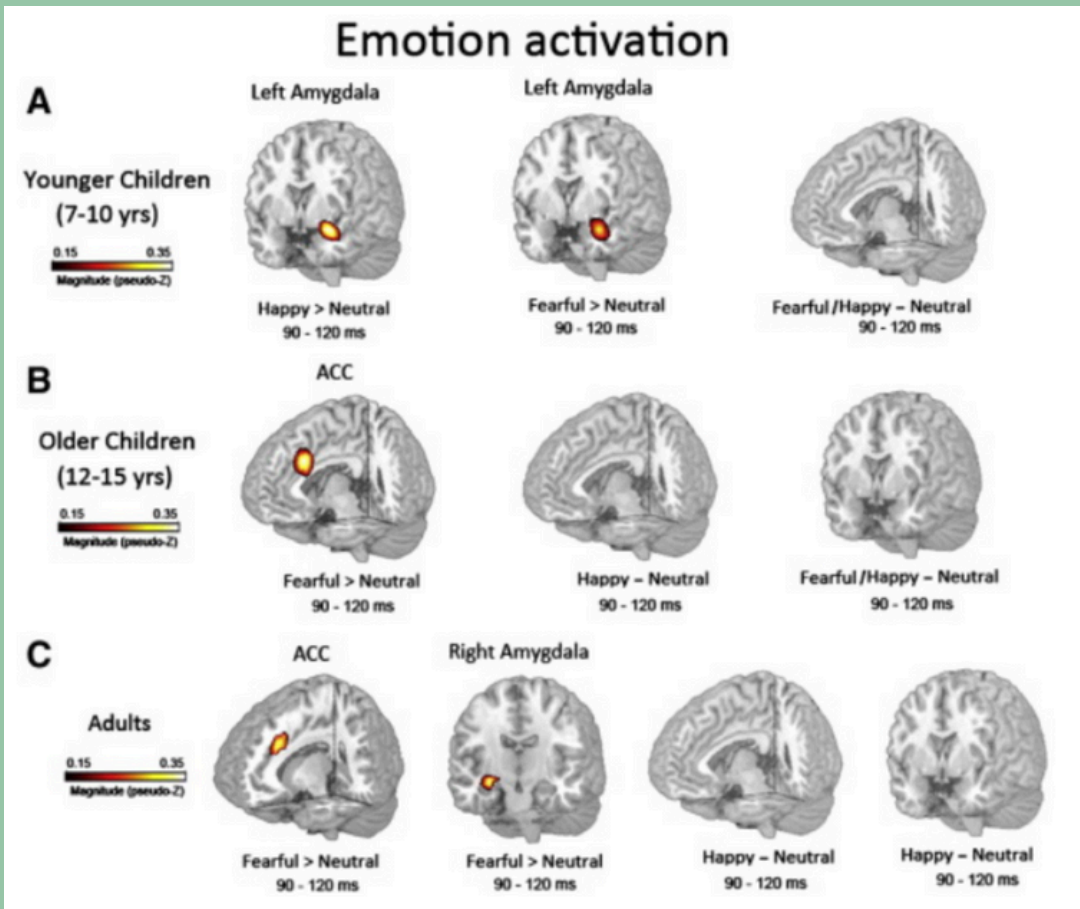 Emotion activation
A
Left Amygdala
Left Amygdala
Younger Children
(7-10 yrs)
0.15 0.35
Magnitude (pseudo-Z)
Happy > Neutral
90 - 120 ms
Fearful > Neutral
90 - 120 ms
Fearful/Happy – Neutral
90 - 120 ms
B
ACC
Older Children
(12-15 yrs)
0.15 0.35
Magnitude (pseudo-Z)
Fearful > Neutral
90 - 120 ms
Happy – Neutral
90 - 120 ms
Fearful/Happy – Neutral
90 - 120 ms
C
ACC
Right Amygdala
Adults
0.15 0.35
Magnitude (pseudo-Z)
Fearful > Neutral
90 - 120 ms
Fearful > Neutral
90 - 120 ms
Happy – Neutral
90 - 120 ms
Happy – Neutral
90 - 120 ms